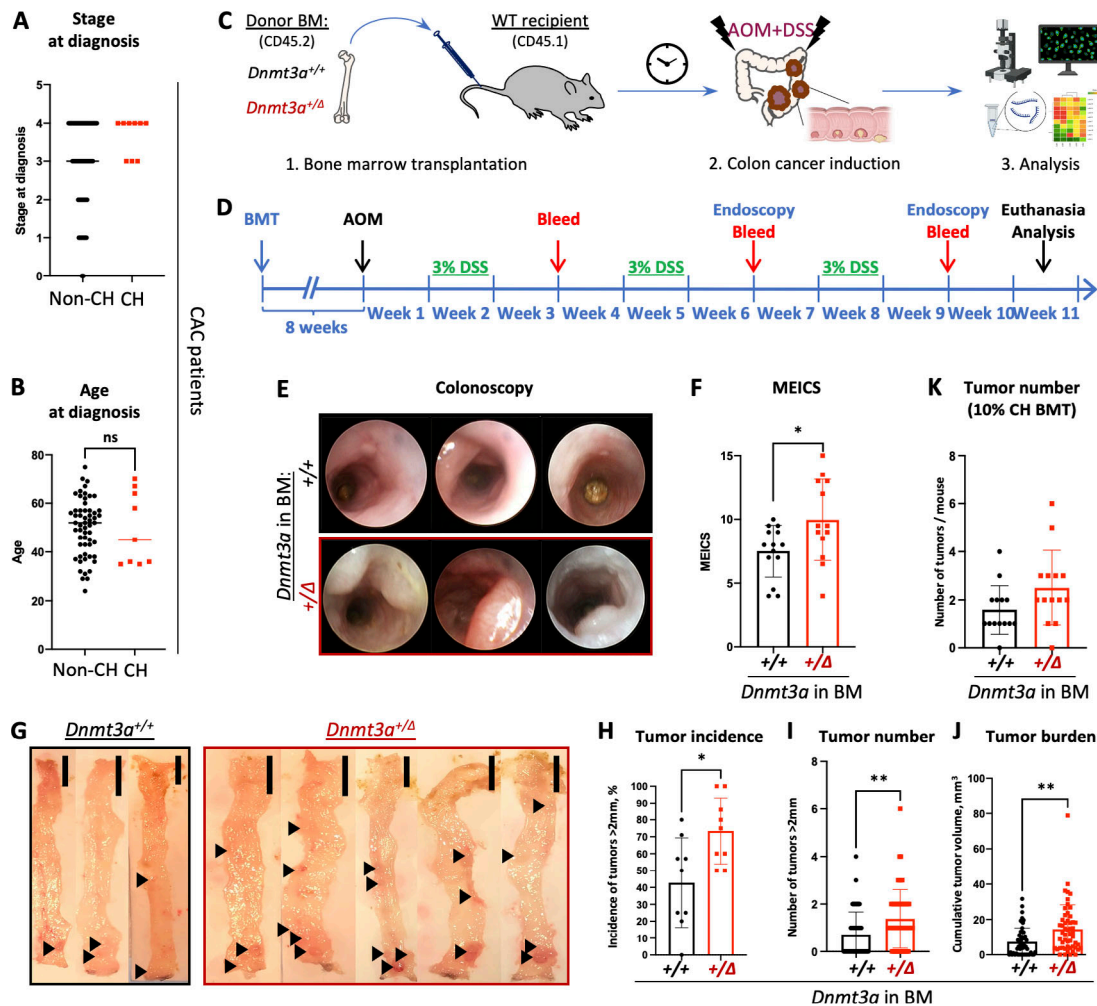 A
Stage
at diagnosis
Stage at diagnosis
5
4
3
2
1
0
Non-CH CH
B
Age
at diagnosis
ns
Age
80
60
40
20
0
Non-CH CH
CAC patients
C
Donor BM:
(CD45.2)
Dnmt3a+/+
Dnmt3a+/Δ
WT recipient
(CD45.1)
AOM+DSS
1. Bone marrow transplantation
2. Colon cancer induction
3. Analysis
D
BMT
AOM
Bleed
Endoscopy
Bleed
Endoscopy
Bleed
Euthanasia
Analysis
3% DSS
3% DSS
3% DSS
8 weeks
Week 1 Week 2 Week 3 Week 4 Week 5 Week 6 Week 7 Week 8 Week 9 Week 10 Week 11
E
Colonoscopy
Dnmt3a in BM:
+/+
+/Δ
F
MEICS
*
MEICS
15
10
5
0
+/+ +/Δ
Dnmt3a in BM
K
Tumor number
(10% CH BMT)
Number of tumors / mouse
8
6
4
2
0
+/+ +/Δ
Dnmt3a in BM
G
Dnmt3a+/+
Dnmt3a+/Δ
H
Tumor incidence
*
Incidence of tumors >2mm, %
110
100
90
80
70
60
50
40
30
20
10
0
+/+ +/Δ
I
Tumor number
**
Number of tumors >2mm
8
6
4
2
0
+/+ +/Δ
J
Tumor burden
**
Cumulative tumor volume, mm³
100
80
60
40
20
0
+/+ +/Δ
Dnmt3a in BM